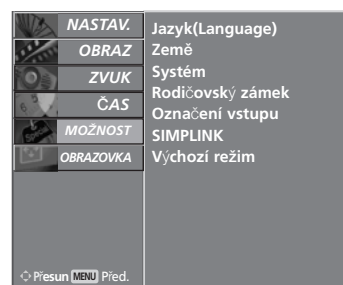 NASTAV.
OBRAZ
ZVUK
ČAS
MOŽNOST
OBRAZOVKA
Jazyk(Language)
Země
Systém
Rodičovský zámek
Označení vstupu
SIMPLINK
Výchozí režim
Přesun MENU Před.